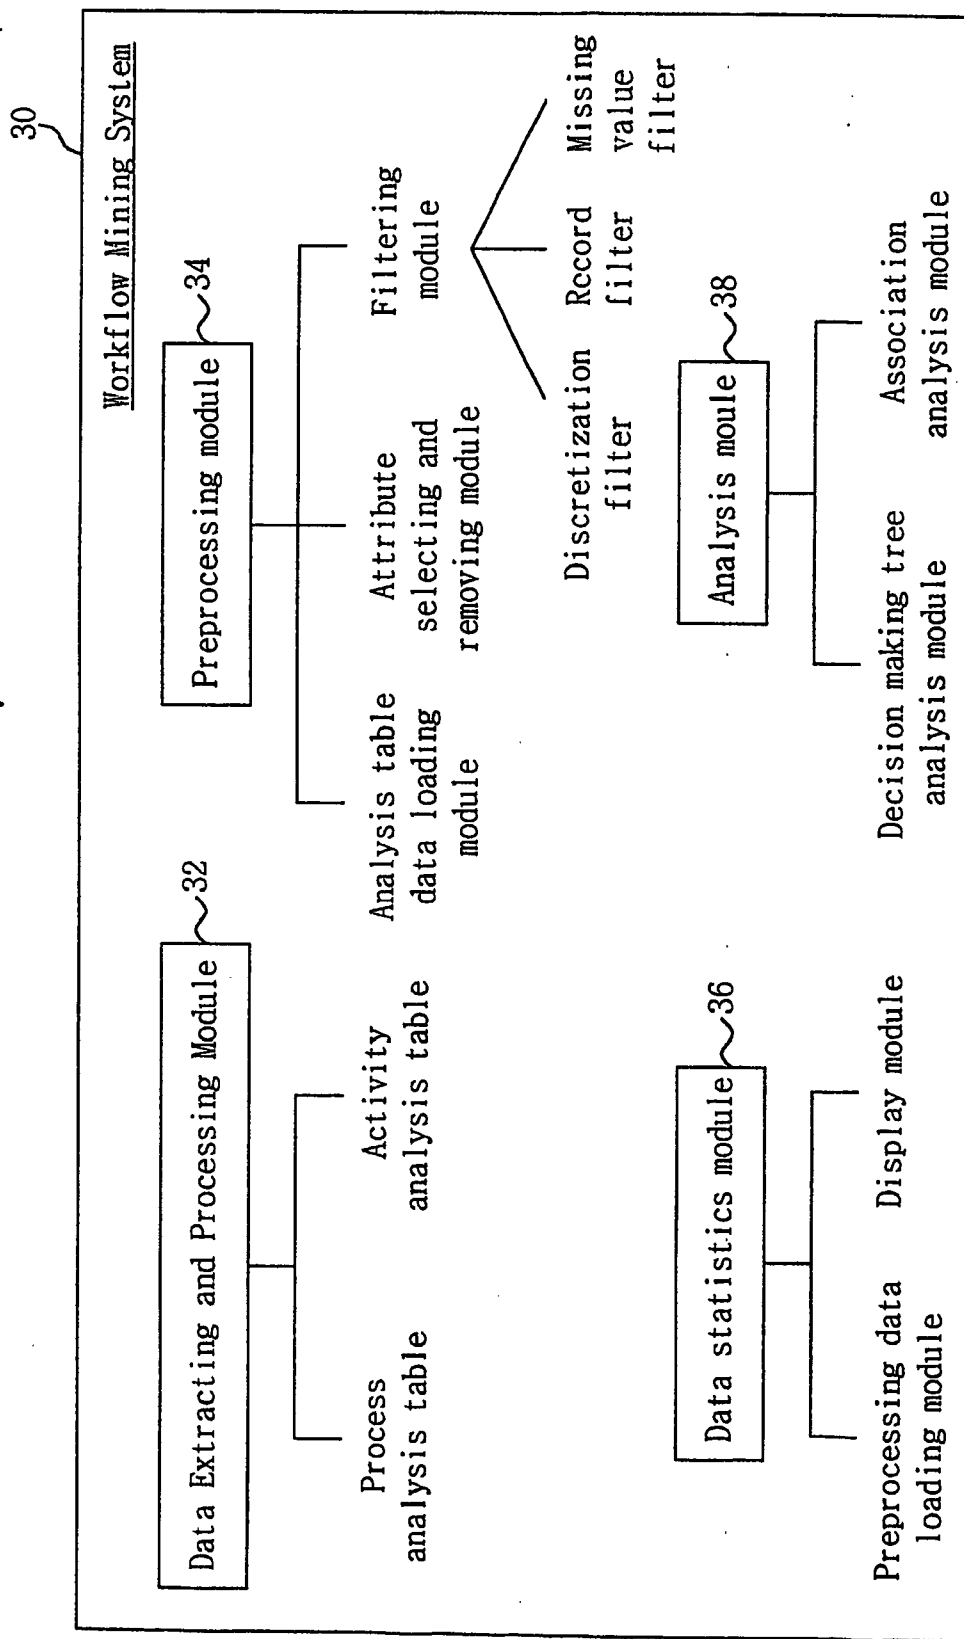 30
Workflow Mining System
Data Extracting and Processing Module
32
Process
analysis table
Activity
analysis table
Preprocessing module
34
Analysis table
data loading
module
Attribute
selecting and
removing module
Filtering
module
Discretization
filter
Rccord
filter
Missing
value
filter
Data statistics module
36
Preprocessing data
loading module
Display module
Analysis moule
38
Decision making tree
analysis module
Association
analysis module